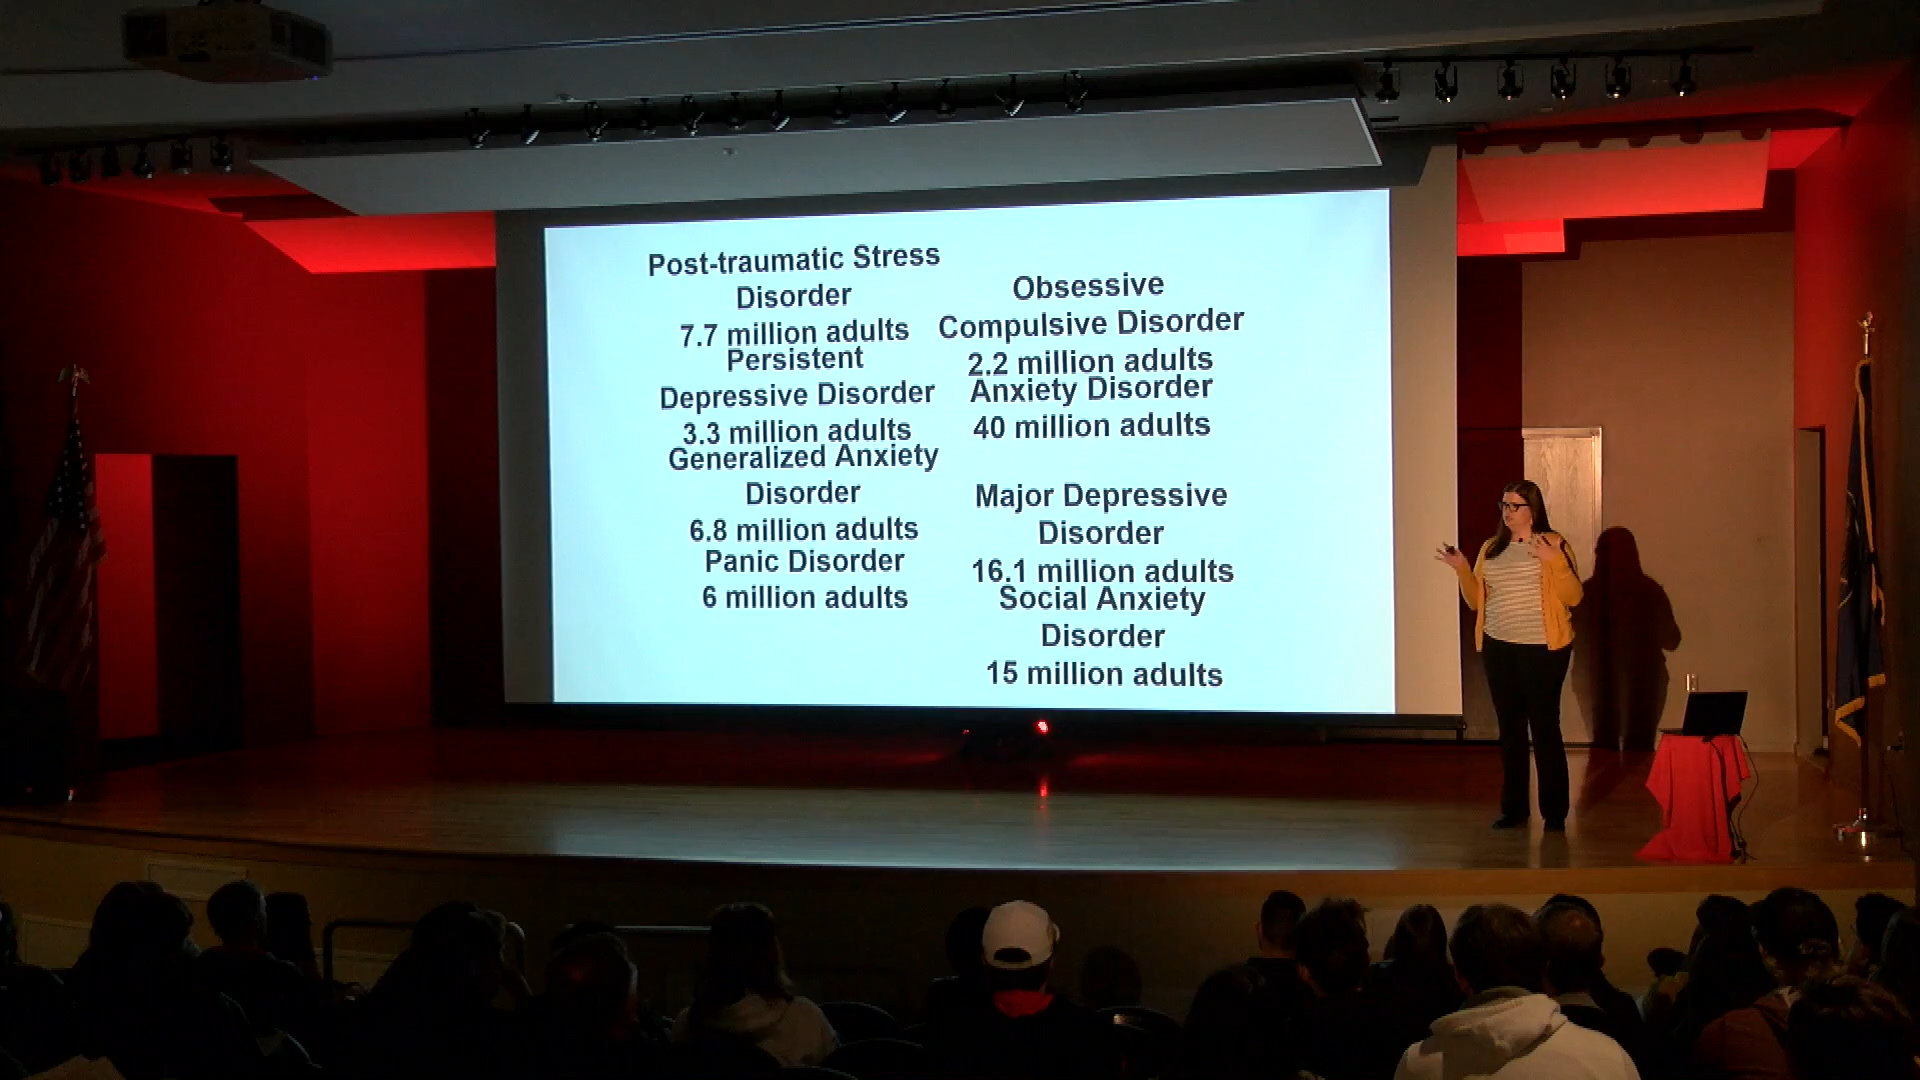 Post-traumatic Stress
Disorder
7.7 million adults
Persistent
Depressive Disorder
3.3 million adults
Generalized Anxiety
Disorder
6.8 million adults
Panic Disorder
6 million adults
Obsessive
Compulsive Disorder
2.2 million adults
Anxiety Disorder
40 million adults
Major Depressive
Disorder
16.1 million adults
Social Anxiety
Disorder
15 million adults